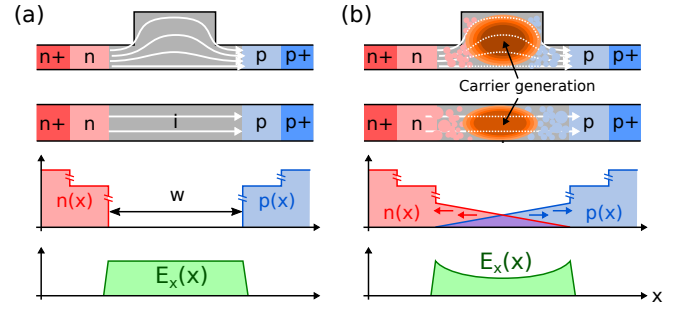 (a)
(b)
n+ n p p+
n+ n p p+
Carrier generation
n+ n i p p+
n+ n p p+
n(x) w p(x)
n(x) p(x)
Eₓ(x)
Eₓ(x)
x